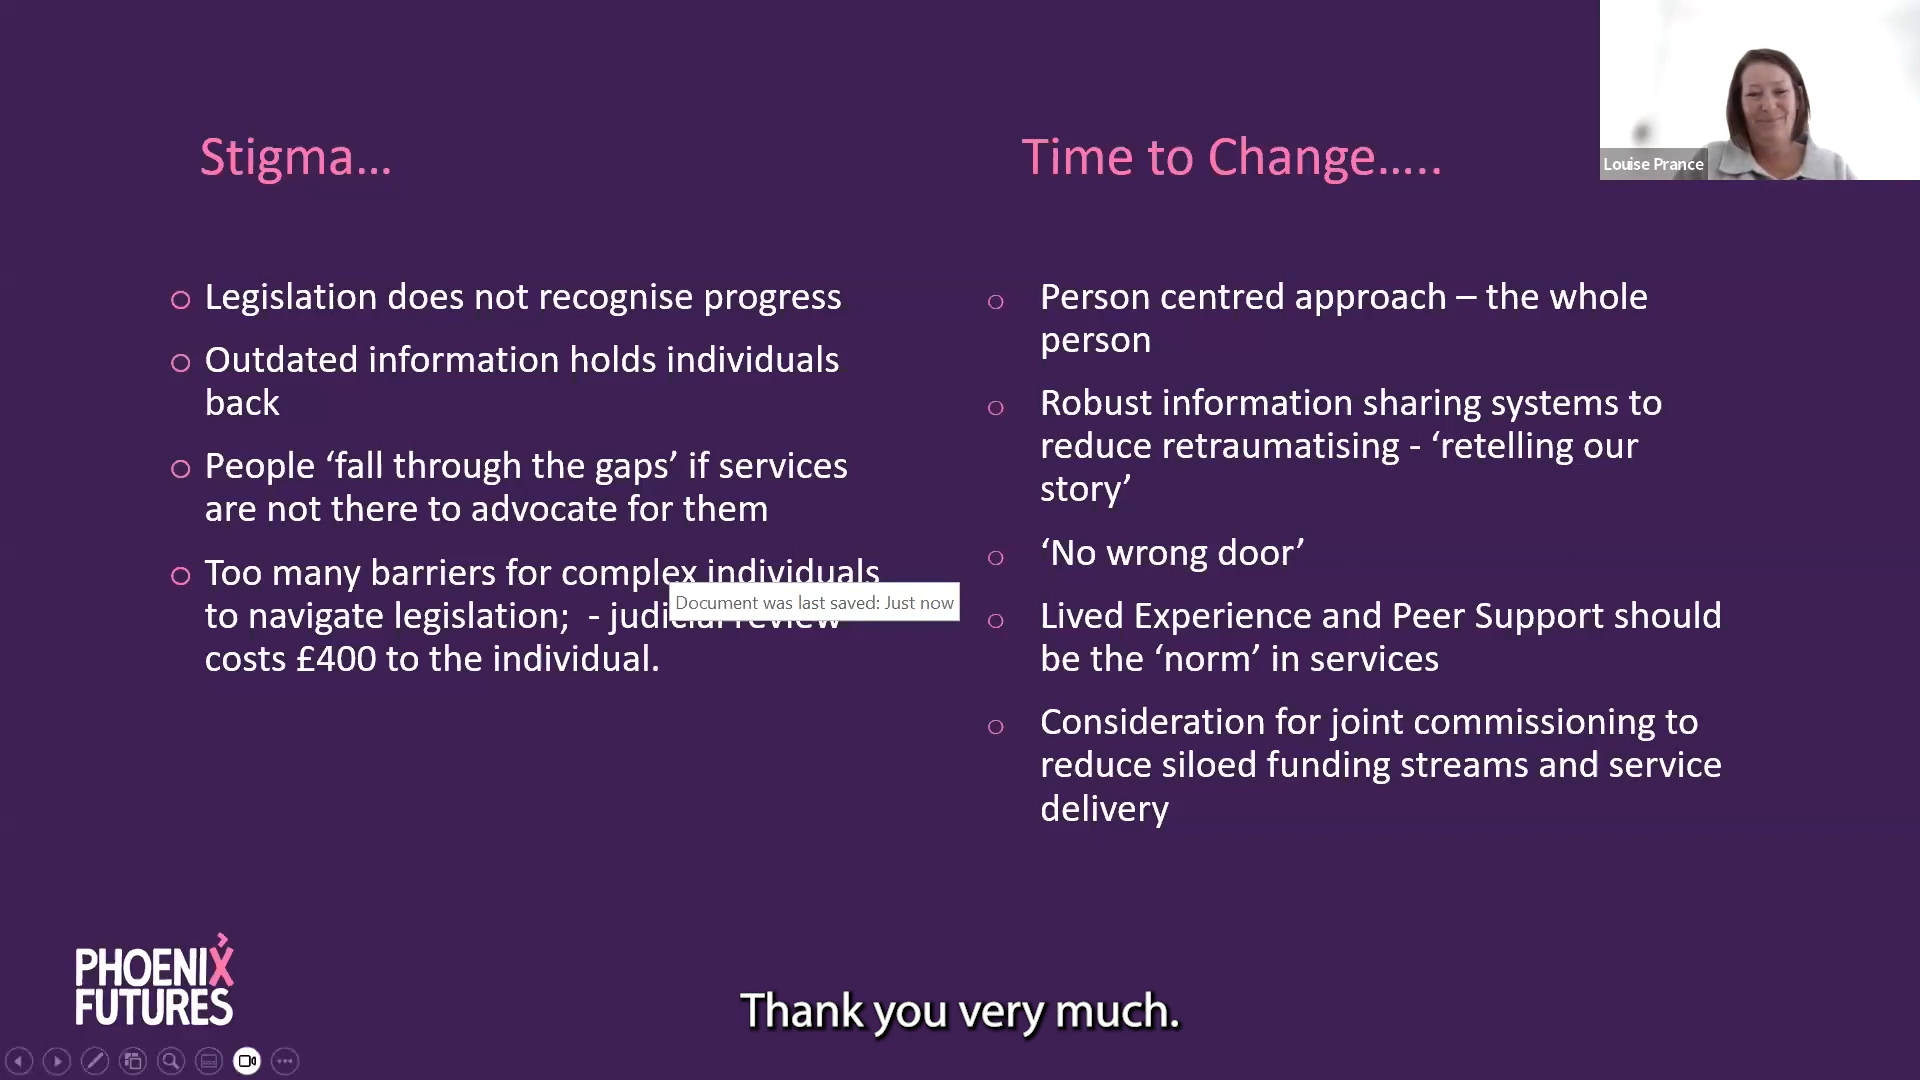 Stigma...
Legislation does not recognise progress
Outdated information holds individuals
back
People ‘fall through the gaps’ if services
are not there to advocate for them
Too many barriers for complex individuals
to navigate legislation;  - judicial review
costs £400 to the individual.
Document was last saved: Just now
Time to Change.....
Person centred approach – the whole
person
Robust information sharing systems to
reduce retraumatising - ‘retelling our
story’
‘No wrong door’
Lived Experience and Peer Support should
be the ‘norm’ in services
Consideration for joint commissioning to
reduce siloed funding streams and service
delivery
Louise Prance
PHOENIX
FUTURES
Thank you very much.